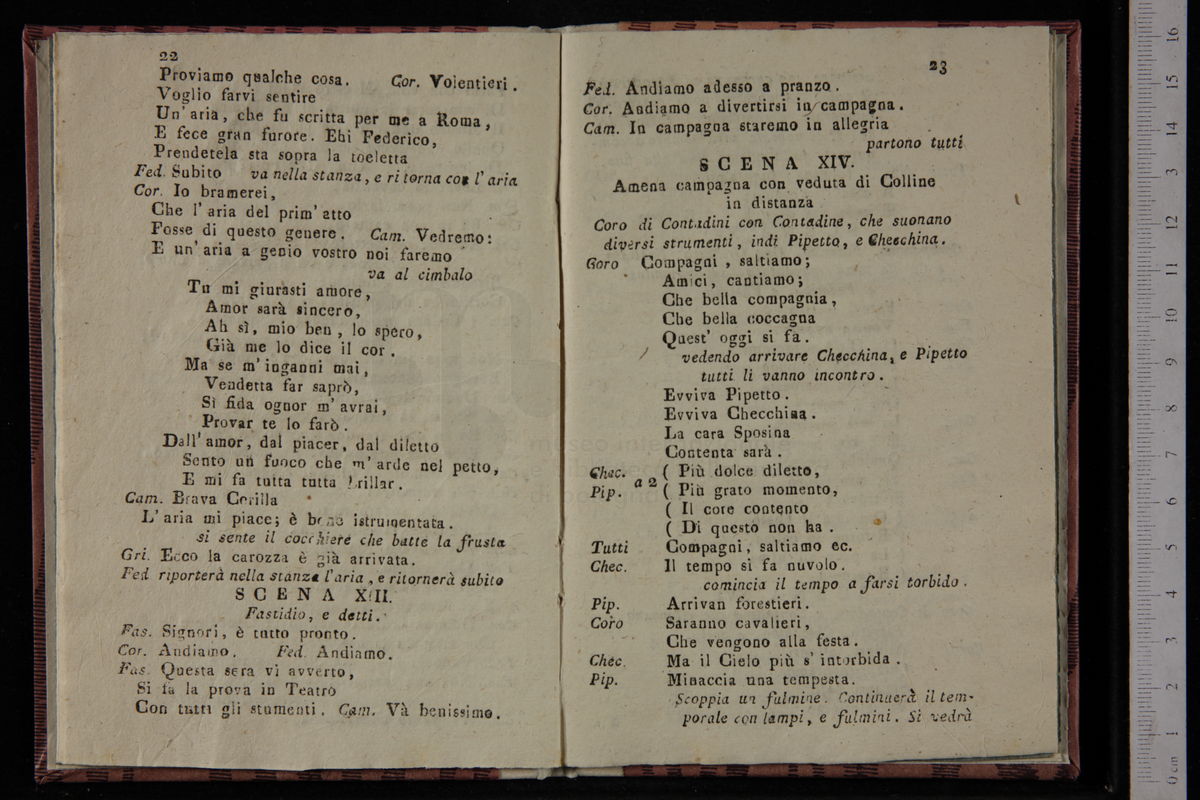 22
Proviamo qualche cosa. Cor. Volentieri.
Voglio farvi sentire
Un' aria, che fu scritta per me a Roma,
E fece gran furore. Ehi Federico,
Prendetela sta sopra la toeletta
Fed. Subito va nella stanza, e ritorna con l' aria
Cor. Io bramerei,
Che l' aria del prim' atto
Fosse di questo genere. Cam. Vedremo:
E un' aria a genio vostro noi faremo
va al cimbalo
Tu mi giurasti amore,
Amor sarà sincero,
Ah sì, mio ben, lo spero,
Già me lo dice il cor.
Ma se m' inganni mai,
Vendetta far saprò,
Sì fida ognor m' avrai,
Provar te lo farò.
Dall' amor, dal piacer, dal diletto
Sento un fuoco che m' arde nel petto,
E mi fa tutta tutta brillar.
Cam. Brava Corilla
L' aria mi piace; è bene istrumentata.
si sente il cocchiere che batte la frusta
Gri. Ecco la carozza è già arrivata.
Fed riporterà nella stanza l'aria, e ritornerà subito
SCENA XIII.
Fastidio, e detti.
Fas. Signori, è tutto pronto.
Cor. Andiamo. Fed. Andiamo.
Fas. Questa sera vi avverto,
Si fà la prova in Teatro
Con tutti gli stumenti. Cam. Và benissimo.
23
Fed. Andiamo adesso a pranzo.
Cor. Andiamo a divertirsi in campagna.
Cam. In campagna staremo in allegria
partono tutti
SCENA XIV.
Amena campagna con veduta di Colline
in distanza
Coro di Contadini con Contadine, che suonano
diversi strumenti, indi Pipetto, e Checchina.
Coro Compagni, saltiamo;
Amici, cantiamo;
Che bella compagnia,
Che bella coccagna
Quest' oggi si fa.
vedendo arrivare Checchina, e Pipetto
tutti li vanno incontro.
Evviva Pipetto.
Evviva Checchina.
La cara Sposina
Contenta sarà.
Chec. ( Più dolce diletto,
Pip. a 2 ( Più grato momento,
( Il core contento
( Di questo non ha.
Tutti Compagni, saltiamo ec.
Chec. Il tempo si fa nuvolo.
comincia il tempo a farsi torbido.
Pip. Arrivan forestieri.
Coro Saranno cavalieri,
Che vengono alla festa.
Chec. Ma il Cielo più s' intorbida.
Pip. Minaccia una tempesta.
Scoppia un fulmine. Continuerà il tem-
porale con lampi, e fulmini. Si vedrà